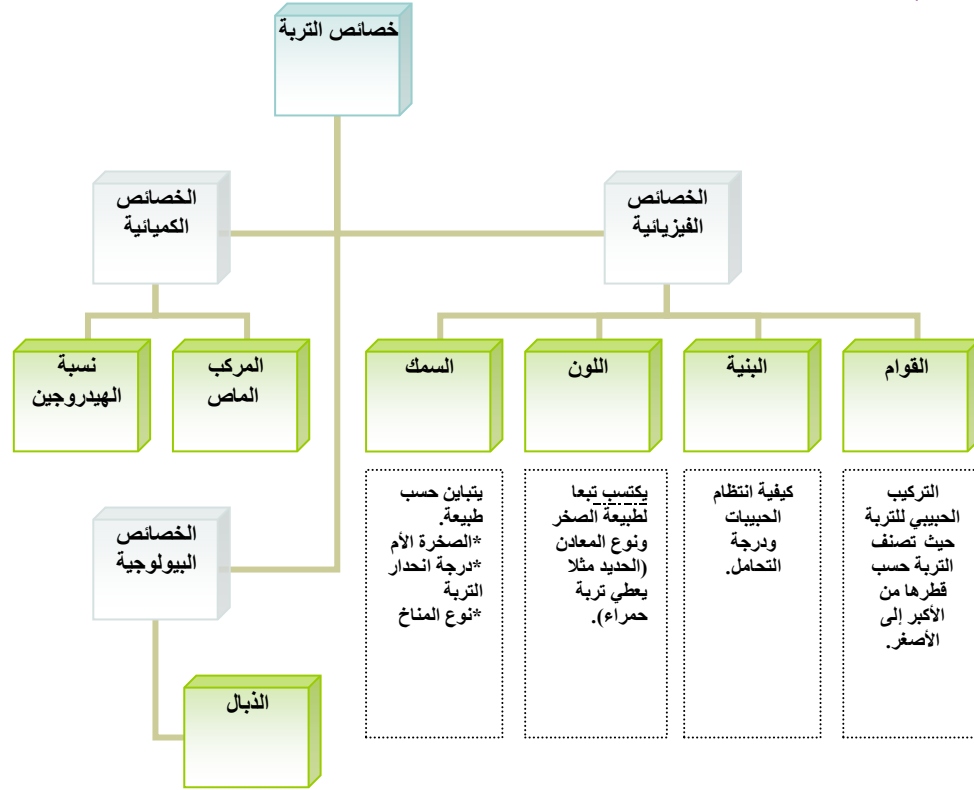 خصائص التربة
الخصائص
الفيزيائية
الخصائص
الكميائية
القوام
البنية
اللون
السمك
المركب
الماص
نسبة
الهيدروجين
التركيب
الحبيبي للتربة
حيث تصنف
التربة حسب
قطرها من
الأكبر إلى
الأصغر.
كيفية انتظام
الحبيبات
ودرجة
التحامل.
يكتسب تبعا
لطبيعة الصخر
ونوع المعادن
(الحديد مثلا
يعطي تربة
حمراء).
يتباين حسب
طبيعة.
*الصخرة الأم
*درجة انحدار
التربة
*نوع المناخ
الخصائص
البيولوجية
الذبال